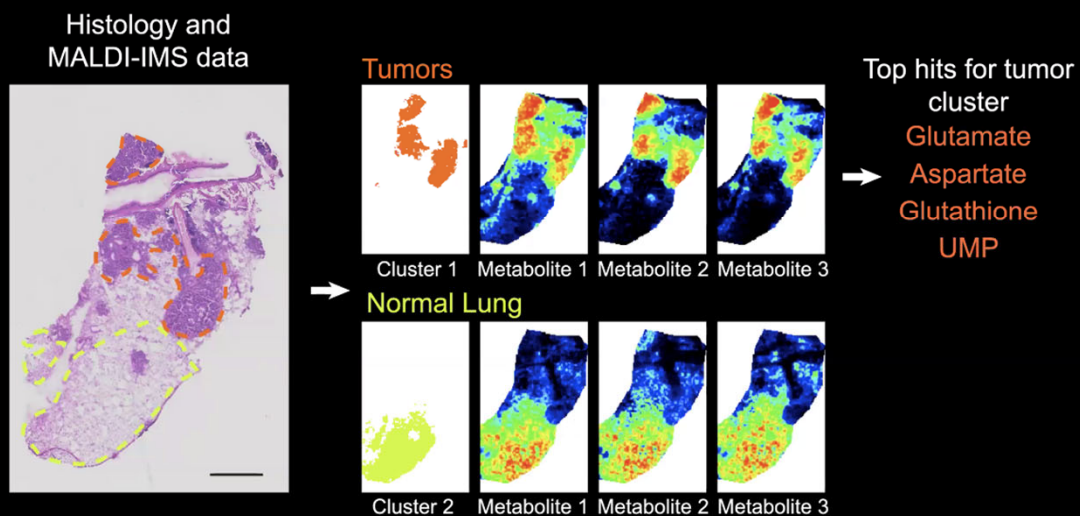 Histology and
MALDI-IMS data
Tumors
Cluster 1
Metabolite 1
Metabolite 2
Metabolite 3
Normal Lung
Cluster 2
Metabolite 1
Metabolite 2
Metabolite 3
Top hits for tumor
cluster
Glutamate
Aspartate
Glutathione
UMP